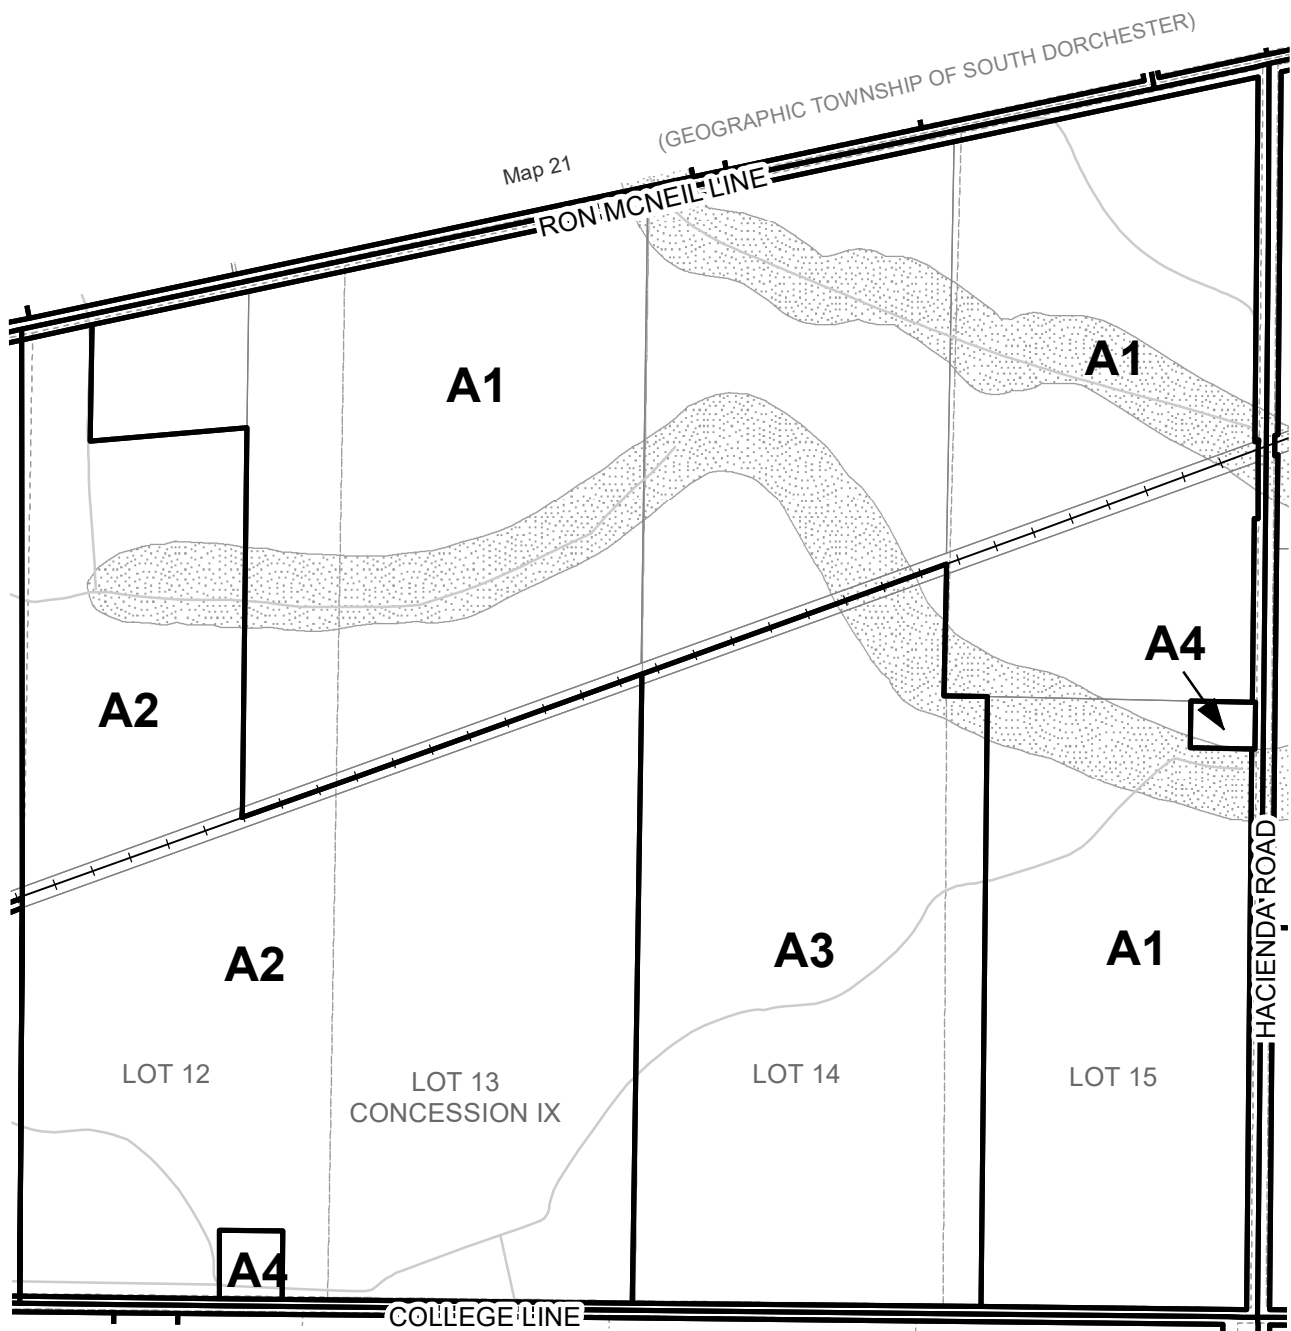 (GEOGRAPHIC TOWNSHIP OF SOUTH DORCHESTER)
Map 21
RON MCNEIL LINE
A1
A1
A4
A2
A2
A3
A1
LOT 12
LOT 13
CONCESSION IX
LOT 14
LOT 15
HACIENDA ROAD
A4
COLLEGE LINE